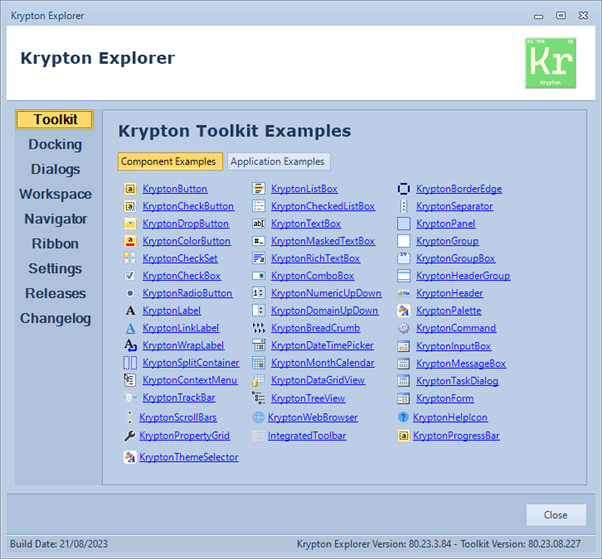 Krypton Explorer
Krypton Explorer
Kr
Krypton
Toolkit
Docking
Dialogs
Workspace
Navigator
Ribbon
Settings
Releases
Changelog
Krypton Toolkit Examples
Component Examples Application Examples
KryptonButton KryptonListBox KryptonBorderEdge
KryptonCheckButton KryptonCheckedListBox KryptonSeparator
KryptonDropButton KryptonTextBox KryptonPanel
KryptonColorButton KryptonMaskedTextBox KryptonGroup
KryptonCheckSet KryptonRichTextBox KryptonGroupBox
KryptonCheckBox KryptonComboBox KryptonHeaderGroup
KryptonRadioButton KryptonNumericUpDown KryptonHeader
KryptonLabel KryptonDomainUpDown KryptonPalette
KryptonLinkLabel KryptonBreadCrumb KryptonCommand
KryptonWrapLabel KryptonDateTimePicker KryptonInputBox
KryptonSplitContainer KryptonMonthCalendar KryptonMessageBox
KryptonContextMenu KryptonDataGridView KryptonTaskDialog
KryptonTrackBar KryptonTreeView KryptonForm
KryptonScrollBars KryptonWebBrowser KryptonHelpIcon
KryptonPropertyGrid IntegratedToolbar KryptonProgressBar
KryptonThemeSelector
Close
Build Date: 21/08/2023 Krypton Explorer Version: 80.23.3.84 - Toolkit Version: 80.23.08.227